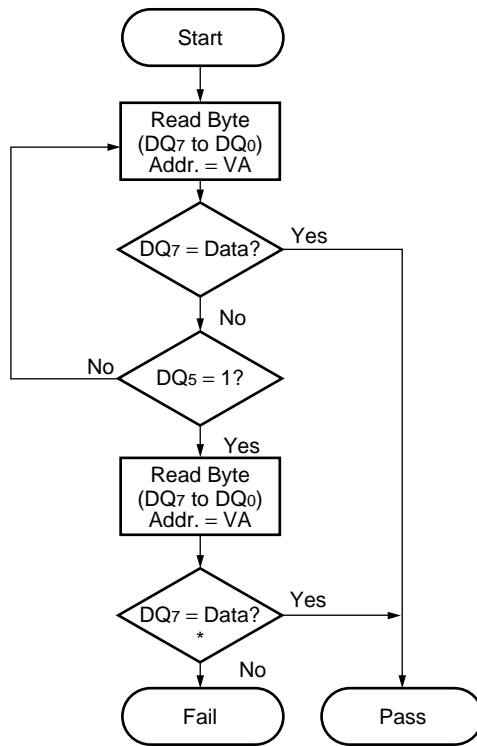 Start
Read Byte
(DQ7 to DQ0)
Addr. = VA
DQ7 = Data?
Yes
No
No
DQ5 = 1?
Yes
Read Byte
(DQ7 to DQ0)
Addr. = VA
DQ7 = Data?
*
Yes
No
Fail
Pass